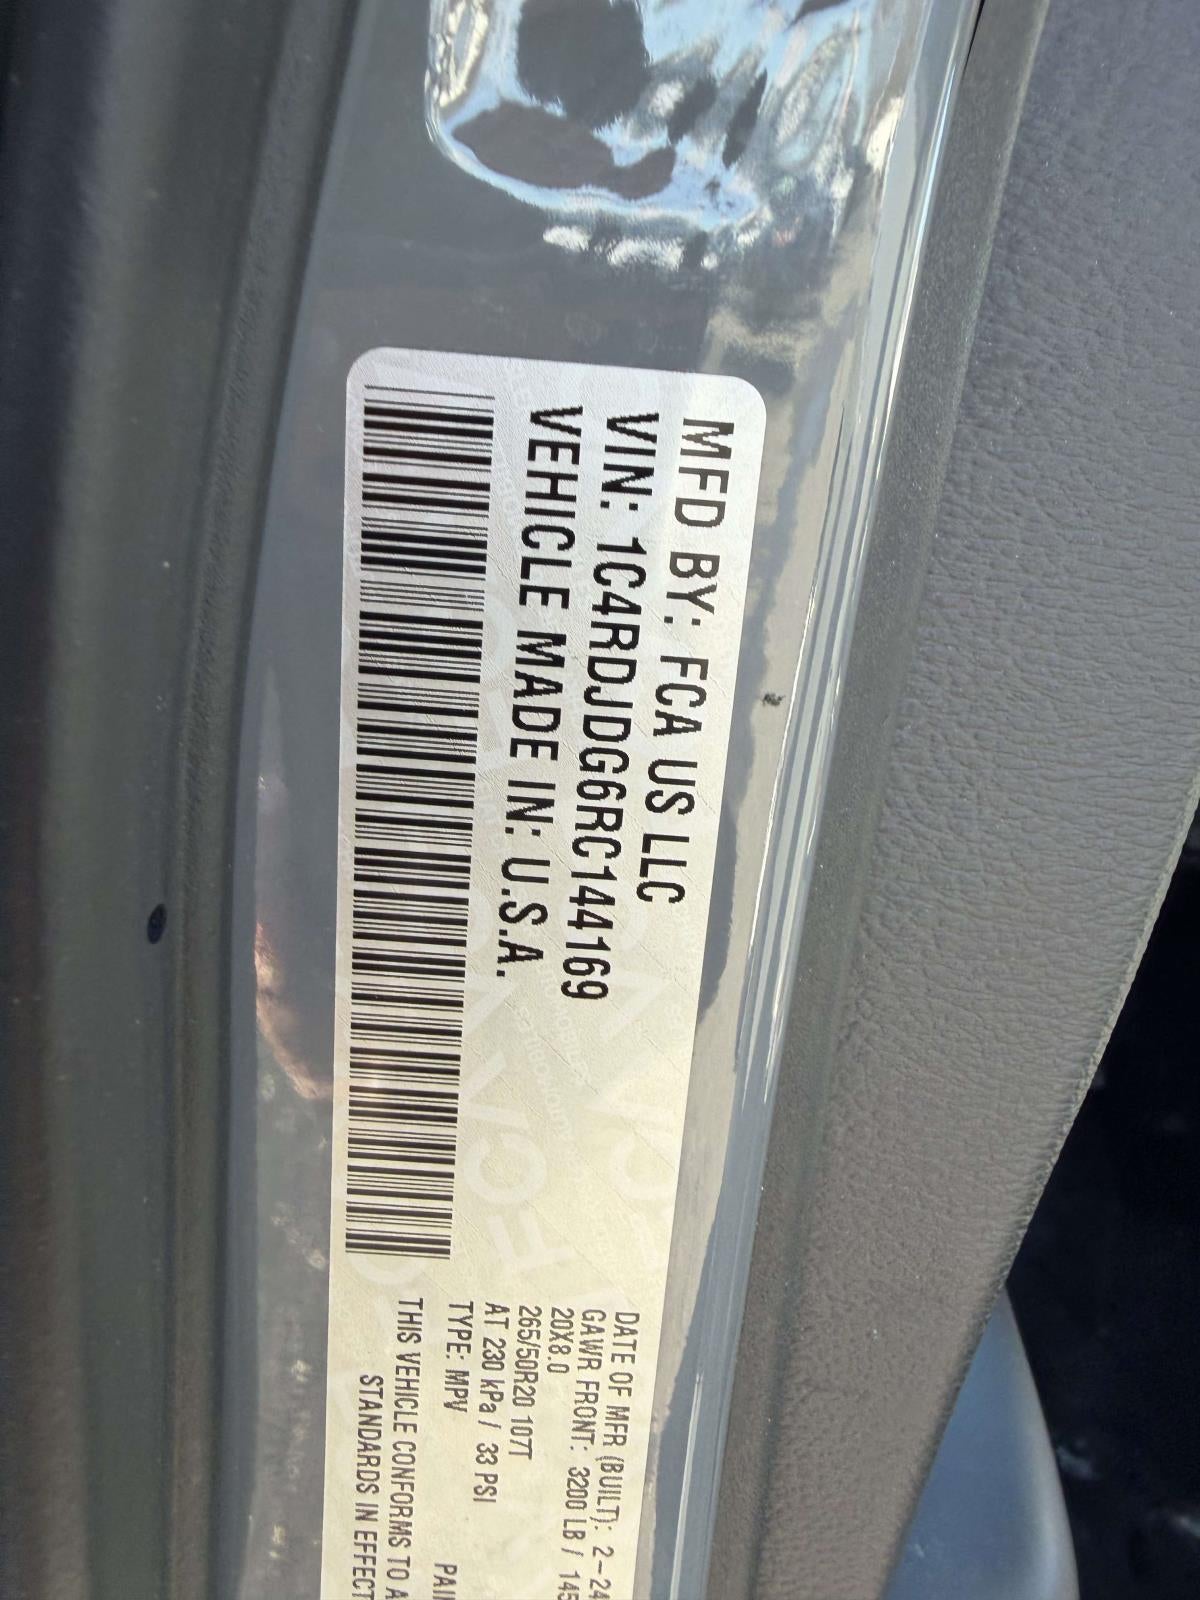 MFD BY: FCA US LLC
VIN: 1C4RDJDG6RC144169
VEHICLE MADE IN: U.S.A.
DATE OF MFR (BUILT): 2-24
GAWR FRONT: 3200 LB / 145
20X8.0
265/50R20 107T
AT 230 kPa / 33 PSI
TYPE: MPV
PAI
THIS VEHICLE CONFORMS TO A
STANDARDS IN EFFECT